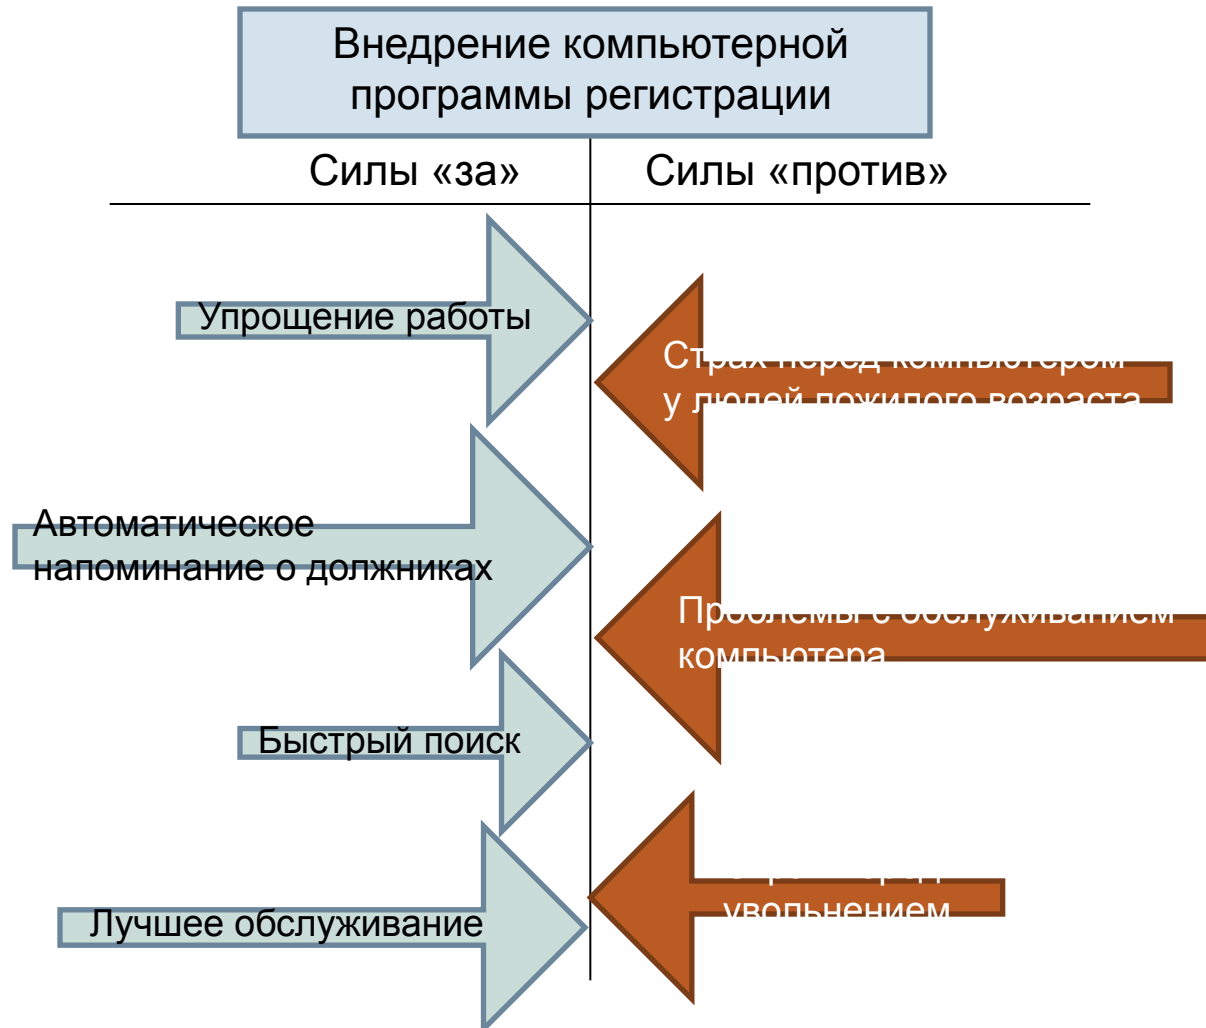 Внедрение компьютерной
программы регистрации
Силы «за»
Силы «против»
Упрощение работы
Страх перед компьютером
у людей пожилого возраста
Автоматическое
напоминание о должниках
Проблемы с обслуживанием
компьютера
Быстрый поиск
увольнением
Лучшее обслуживание